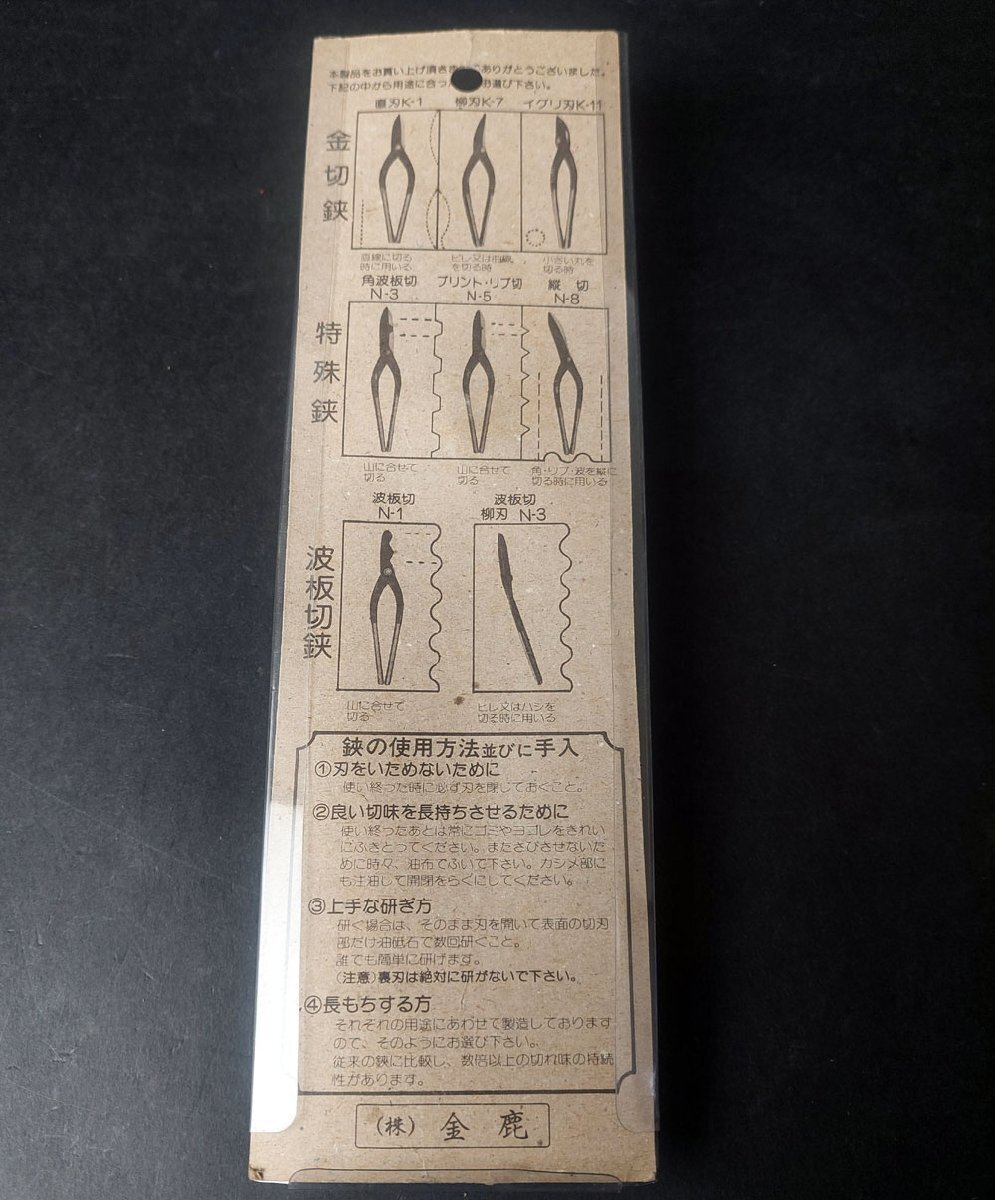 本製品をお買い上げ頂きま ありがとうございました。
下記の中から用途に合っ お選び下さい。
金切鋏
直刃K-1 柳刃K-7 イグリ刃K-11
直線に切る
時に用いる
ヒレ又は曲線
を切る時
小さい丸を
切る時
特殊鋏
角波板切
N-3
プリント・リブ切
N-5
縦切
N-8
山に合せて
切る
山に合せて
切る
角・リブ・波を縦に
切る時に用いる
波板切鋏
波板切
N-1
波板切
柳刃 N-3
山に合せて
切る
ヒレ又はハシを
切る時に用いる
鋏の使用方法並びに手入
①刃をいためないために
使い終った時に必ず刃を閉じておくこと。
②良い切味を長持ちさせるために
使い終ったあとは常にゴミやヨゴレをきれい
にふきとってください。またさびさせないた
めに時々、油布でふいて下さい。カシメ部に
も注油して開閉をらくにしてください。
③上手な研ぎ方
研ぐ場合は、そのまま刃を開いて表面の切刃
部だけ油砥石で数回研ぐこと。
誰でも簡単に研げます。
(注意)裏刃は絶対に研がないで下さい。
④長もちする方
それぞれの用途にあわせて製造しております
ので、そのようにお選び下さい。
従来の鋏に比較し、数倍以上の切れ味の持続
性があります。
(株) 金鹿